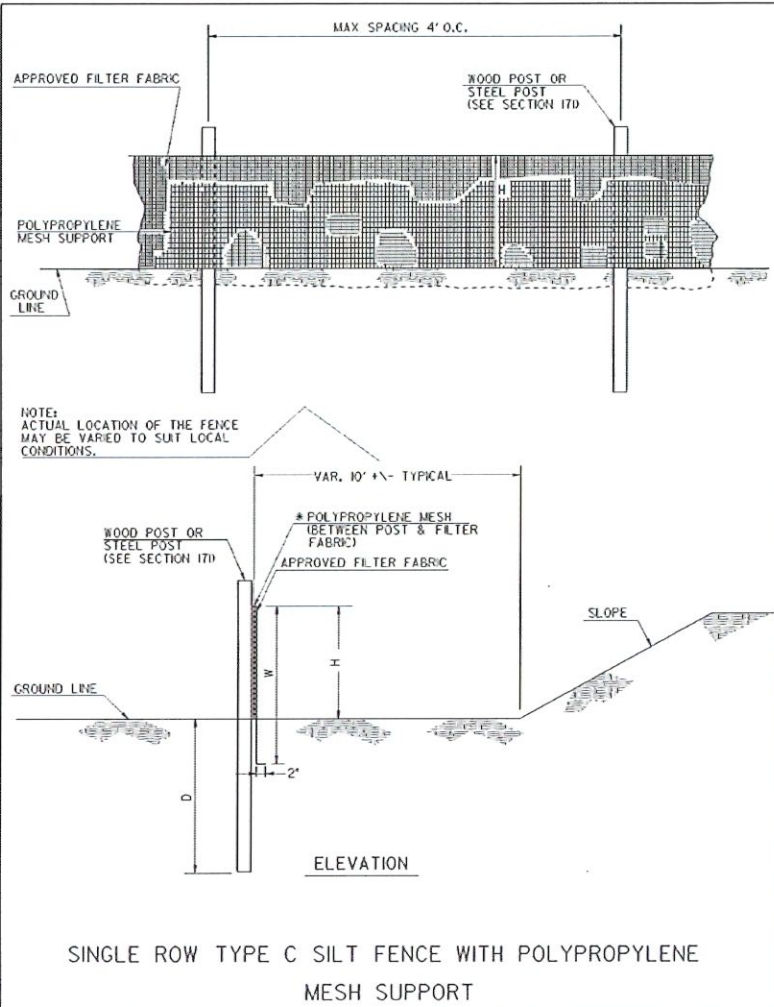 MAX SPACING 4' O.C.
APPROVED FILTER FABRIC
WOOD POST OR
STEEL POST
(SEE SECTION 171)
H
POLYPROPYLENE
MESH SUPPORT
GROUND
LINE
NOTE:
ACTUAL LOCATION OF THE FENCE
MAY BE VARIED TO SUIT LOCAL
CONDITIONS.
VAR. 10' +\- TYPICAL
WOOD POST OR
STEEL POST
(SEE SECTION 171)
* POLYPROPYLENE MESH
(BETWEEN POST & FILTER
FABRIC)
APPROVED FILTER FABRIC
SLOPE
W
H
GROUND LINE
2"
D
ELEVATION
SINGLE ROW TYPE C SILT FENCE WITH POLYPROPYLENE
MESH SUPPORT